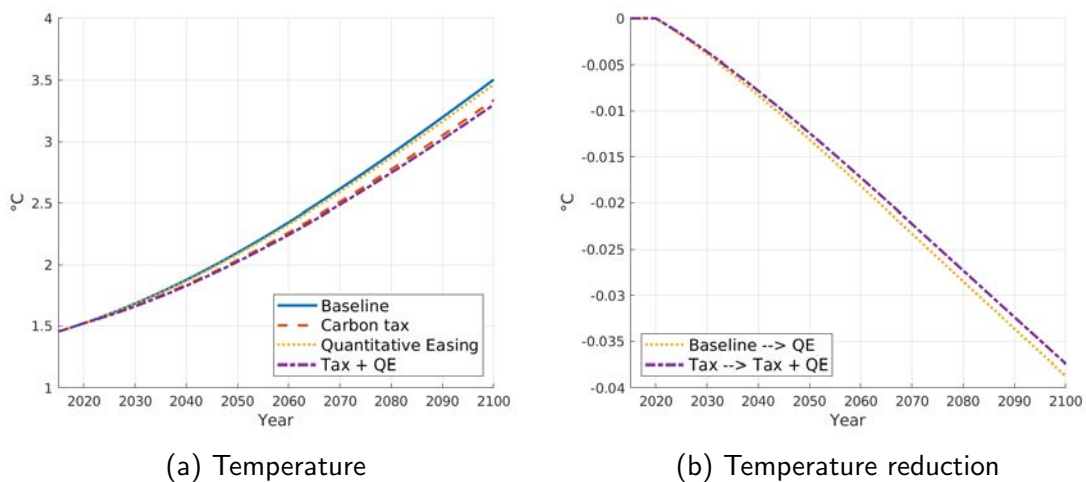 4
3.5
3
2.5
2
1.5
1
°C
2020 2030 2040 2050 2060 2070 2080 2090 2100
Year
Baseline
Carbon tax
Quantitative Easing
Tax + QE
(a) Temperature
0
-0.005
-0.01
-0.015
-0.02
-0.025
-0.03
-0.035
-0.04
°C
2020 2030 2040 2050 2060 2070 2080 2090 2100
Year
Baseline --> QE
Tax --> Tax + QE
(b) Temperature reduction